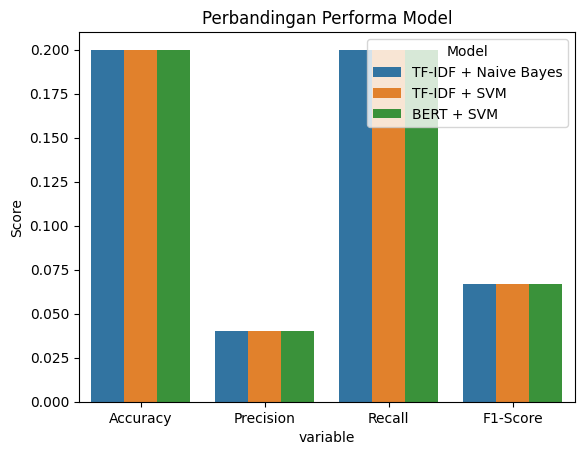 Perbandingan Performa Model
Score
0.200
0.175
0.150
0.125
0.100
0.075
0.050
0.025
0.000
Model
TF-IDF + Naive Bayes
TF-IDF + SVM
BERT + SVM
Accuracy
Precision
Recall
F1-Score
variable